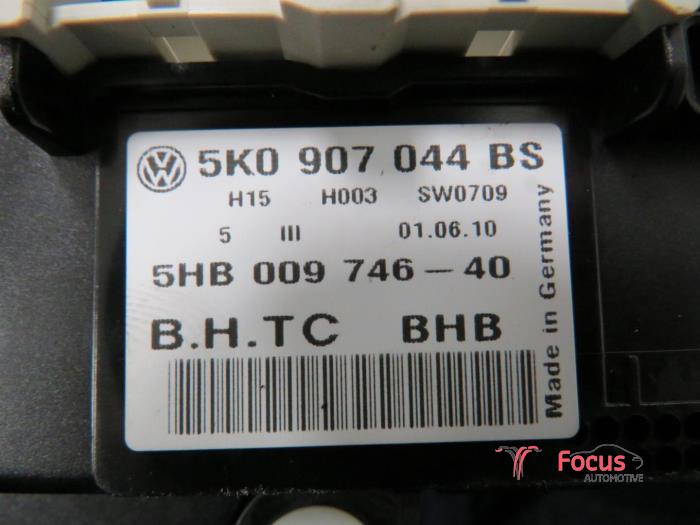 5K0 907 044 BS
H15 H003 SW0709
5 III 01.06.10
5HB 009 746-40
B.H.TC BHB
Made in Germany
Focus
AUTOMOTIVE